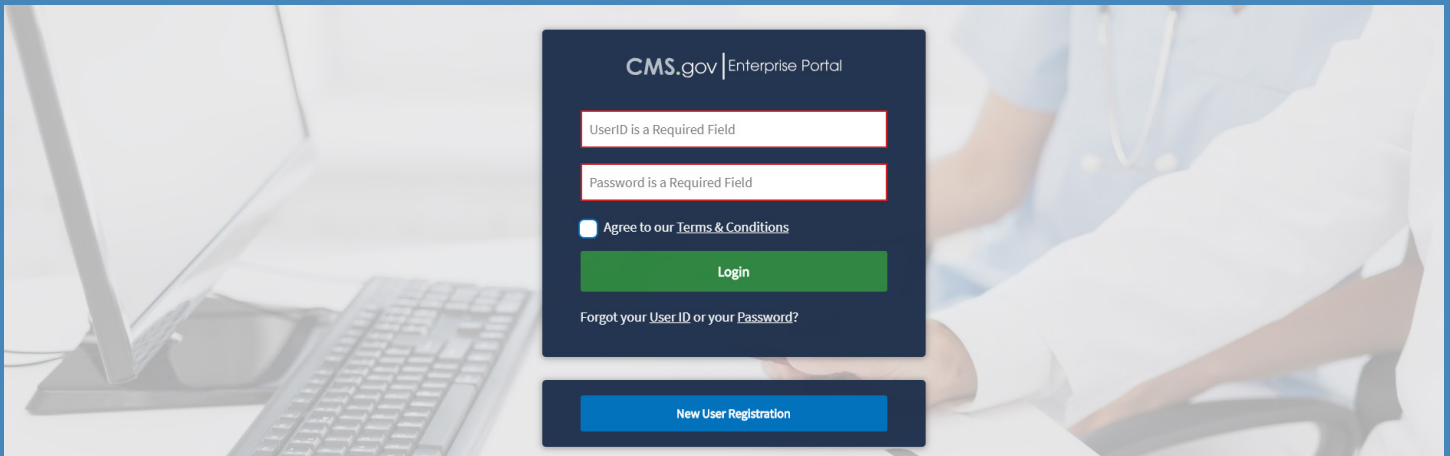 CMS.gov Enterprise Portal
UserID is a Required Field
Password is a Required Field
Agree to our Terms & Conditions
Login
Forgot your User ID or your Password?
New User Registration